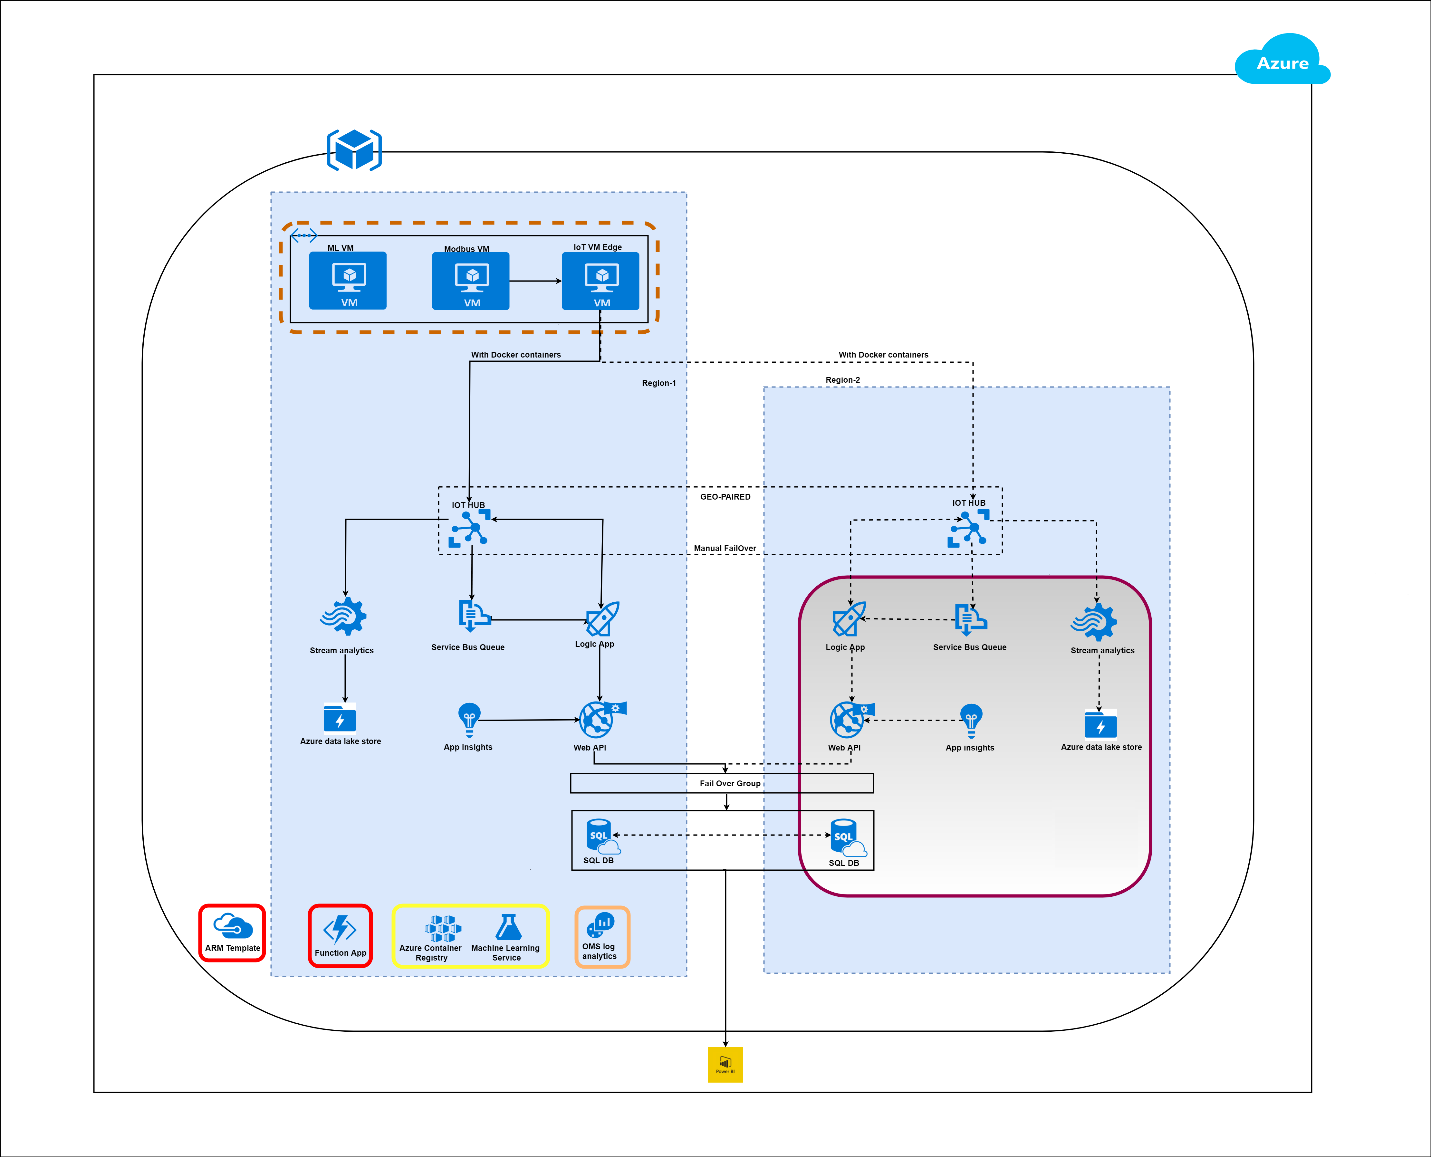 Azure
ML VM
Modbus VM
IoT VM Edge
VM
VM
VM
With Docker containers
With Docker containers
Region-1
Region-2
GEO-PAIRED
IOT HUB
IOT HUB
Manual FailOver
Stream analytics
Service Bus Queue
Logic App
Logic App
Service Bus Queue
Stream analytics
Azure data lake store
App Insights
Web API
Web API
App insights
Azure data lake store
Fail Over Group
SQL
SQL
SQL DB
SQL DB
ARM Template
Function App
Azure Container
Registry
Machine Learning
Service
OMS log
analytics
Power BI